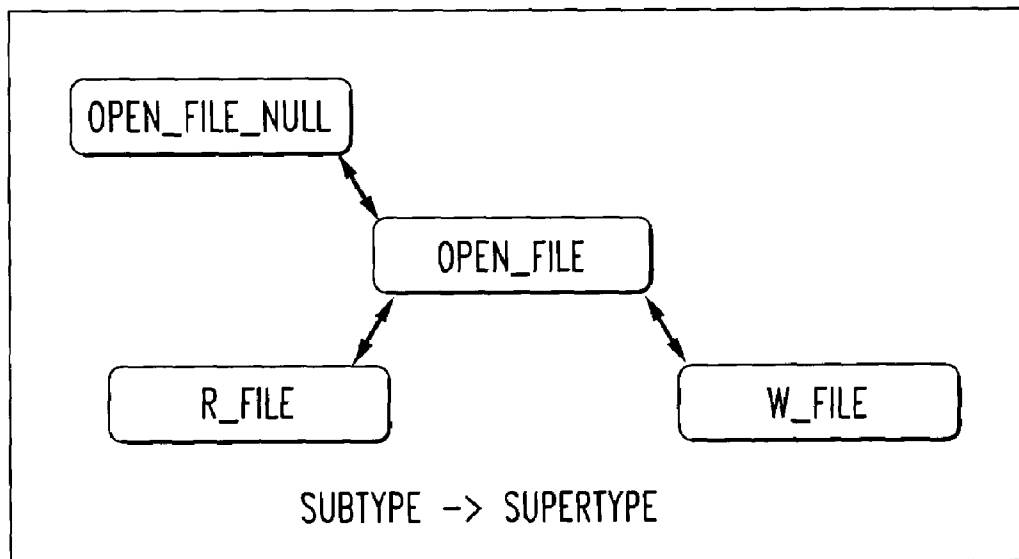 OPEN_FILE_NULL
OPEN_FILE
R_FILE
W_FILE
SUBTYPE -> SUPERTYPE